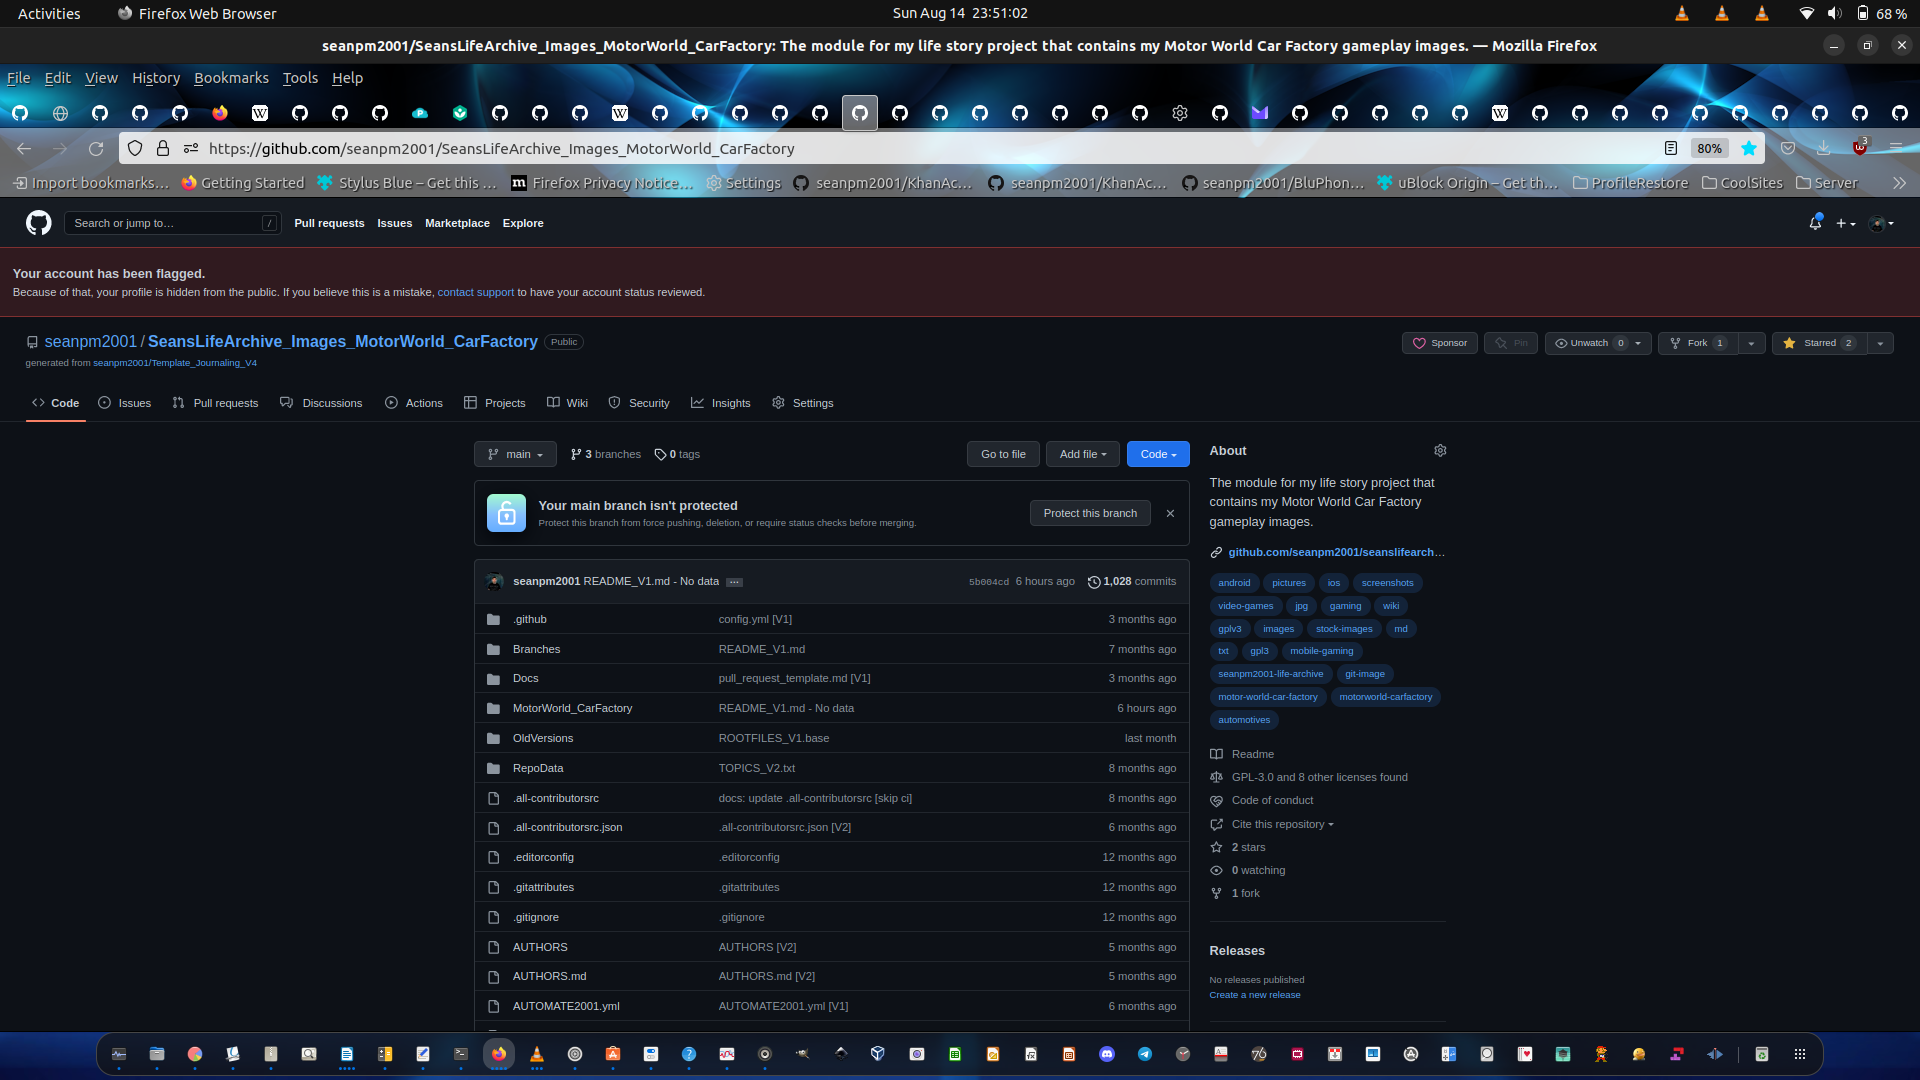 Activities
Firefox Web Browser
Sun Aug 14 23:51:02
68 %
seanpm2001/SeansLifeArchive_Images_MotorWorld_CarFactory: The module for my life story project that contains my Motor World Car Factory gameplay images. — Mozilla Firefox
File Edit View History Bookmarks Tools Help
https://github.com/seanpm2001/SeansLifeArchive_Images_MotorWorld_CarFactory
80%
3
Import bookmarks… Getting Started Stylus Blue – Get this … Firefox Privacy Notice… Settings seanpm2001/KhanAc… seanpm2001/KhanAc… seanpm2001/BluPhon… uBlock Origin – Get th… ProfileRestore CoolSites Server
Search or jump to… /
Pull requests Issues Marketplace Explore
Your account has been flagged.
Because of that, your profile is hidden from the public. If you believe this is a mistake, contact support to have your account status reviewed.
seanpm2001 / SeansLifeArchive_Images_MotorWorld_CarFactory Public
generated from seanpm2001/Template_Journaling_V4
Sponsor Pin Unwatch 0 Fork 1 Starred 2
Code Issues Pull requests Discussions Actions Projects Wiki Security Insights Settings
main 3 branches 0 tags Go to file Add file Code
Your main branch isn't protected
Protect this branch from force pushing, deletion, or require status checks before merging.
Protect this branch
seanpm2001 README_V1.md - No data … 5b004cd 6 hours ago 1,028 commits
.github config.yml [V1] 3 months ago
Branches README_V1.md 7 months ago
Docs pull_request_template.md [V1] 3 months ago
MotorWorld_CarFactory README_V1.md - No data 6 hours ago
OldVersions ROOTFILES_V1.base last month
RepoData TOPICS_V2.txt 8 months ago
.all-contributorsrc docs: update .all-contributorsrc [skip ci] 8 months ago
.all-contributorsrc.json .all-contributorsrc.json [V2] 6 months ago
.editorconfig .editorconfig 12 months ago
.gitattributes .gitattributes 12 months ago
.gitignore .gitignore 12 months ago
AUTHORS AUTHORS [V2] 5 months ago
AUTHORS.md AUTHORS.md [V2] 5 months ago
AUTOMATE2001.yml AUTOMATE2001.yml [V1] 6 months ago
About
The module for my life story project that
contains my Motor World Car Factory
gameplay images.
github.com/seanpm2001/seanslifearch…
android pictures ios screenshots
video-games jpg gaming wiki
gplv3 images stock-images md
txt gpl3 mobile-gaming
seanpm2001-life-archive git-image
motor-world-car-factory motorworld-carfactory
automotives
Readme
GPL-3.0 and 8 other licenses found
Code of conduct
Cite this repository
2 stars
0 watching
1 fork
Releases
No releases published
Create a new release